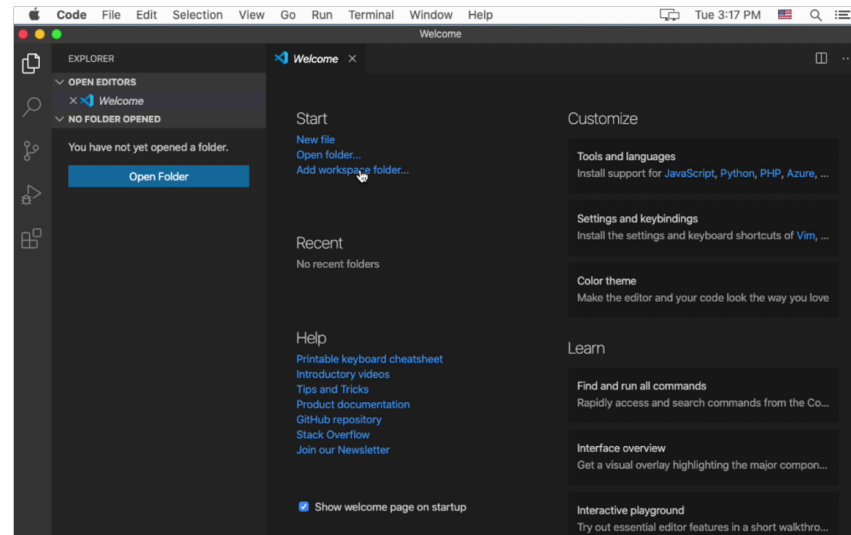 Code File Edit Selection View Go Run Terminal Window Help Tue 3:17 PM
Welcome
EXPLORER
OPEN EDITORS
Welcome
NO FOLDER OPENED
You have not yet opened a folder.
Open Folder
Welcome
Start
New file
Open folder...
Add workspace folder...
Recent
No recent folders
Help
Printable keyboard cheatsheet
Introductory videos
Tips and Tricks
Product documentation
GitHub repository
Stack Overflow
Join our Newsletter
Show welcome page on startup
Customize
Tools and languages
Install support for JavaScript, Python, PHP, Azure, ...
Settings and keybindings
Install the settings and keyboard shortcuts of Vim, ...
Color theme
Make the editor and your code look the way you love
Learn
Find and run all commands
Rapidly access and search commands from the Co...
Interface overview
Get a visual overlay highlighting the major compon...
Interactive playground
Try out essential editor features in a short walkthro...